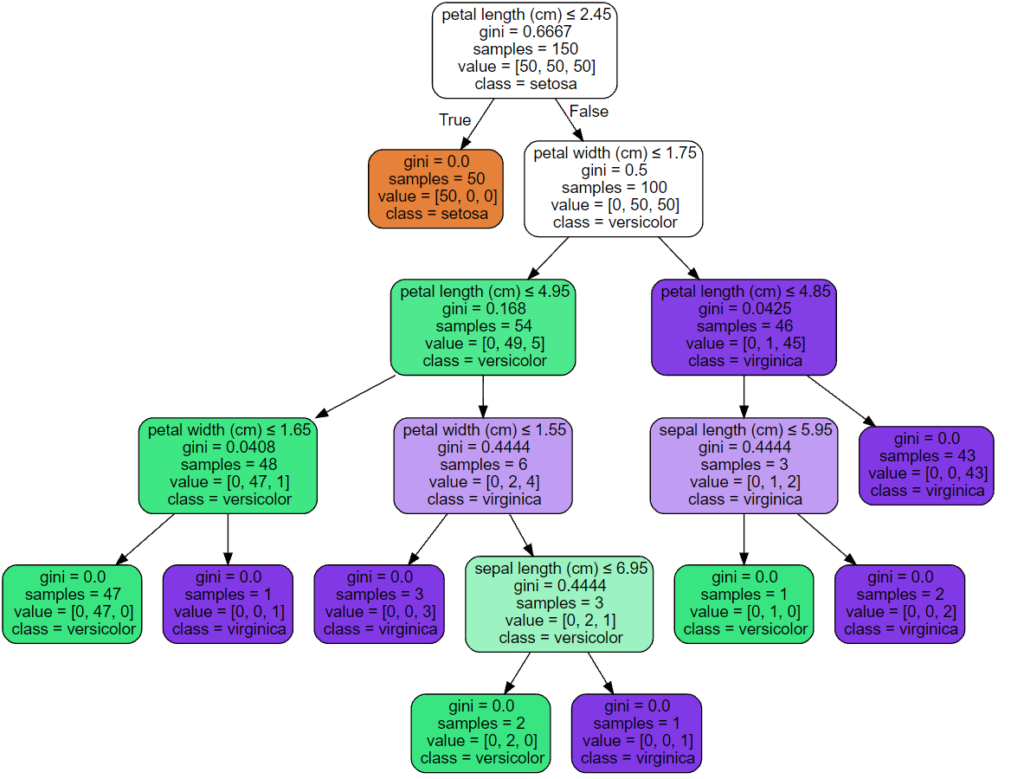 petal length (cm) ≤ 2.45
gini = 0.6667
samples = 150
value = [50, 50, 50]
class = setosa
True
False
gini = 0.0
samples = 50
value = [50, 0, 0]
class = setosa
petal width (cm) ≤ 1.75
gini = 0.5
samples = 100
value = [0, 50, 50]
class = versicolor
petal length (cm) ≤ 4.95
gini = 0.168
samples = 54
value = [0, 49, 5]
class = versicolor
petal length (cm) ≤ 4.85
gini = 0.0425
samples = 46
value = [0, 1, 45]
class = virginica
petal width (cm) ≤ 1.65
gini = 0.0408
samples = 48
value = [0, 47, 1]
class = versicolor
petal width (cm) ≤ 1.55
gini = 0.4444
samples = 6
value = [0, 2, 4]
class = virginica
sepal length (cm) ≤ 5.95
gini = 0.4444
samples = 3
value = [0, 1, 2]
class = virginica
gini = 0.0
samples = 43
value = [0, 0, 43]
class = virginica
gini = 0.0
samples = 47
value = [0, 47, 0]
class = versicolor
gini = 0.0
samples = 1
value = [0, 0, 1]
class = virginica
gini = 0.0
samples = 3
value = [0, 0, 3]
class = virginica
sepal length (cm) ≤ 6.95
gini = 0.4444
samples = 3
value = [0, 2, 1]
class = versicolor
gini = 0.0
samples = 1
value = [0, 1, 0]
class = versicolor
gini = 0.0
samples = 2
value = [0, 0, 2]
class = virginica
gini = 0.0
samples = 2
value = [0, 2, 0]
class = versicolor
gini = 0.0
samples = 1
value = [0, 0, 1]
class = virginica